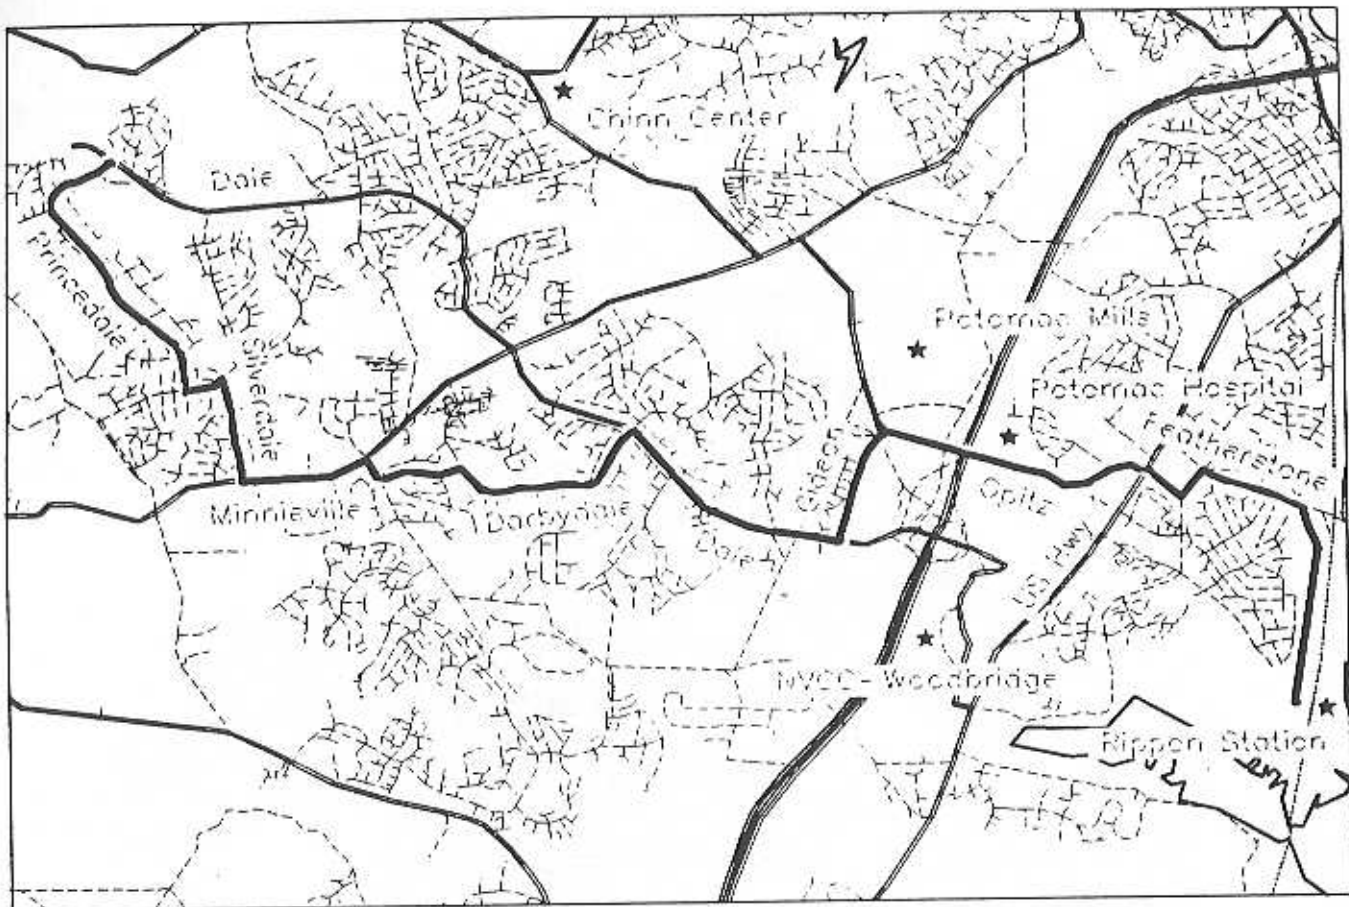 Chinn Center
Dale
Princedale
Potomac Mills
Silverdale
Potomac Hospital
Featherstone
Gideon
Opitz
Minnieville
Darbydale
Dale
US Hwy
NVCC-Woodbridge
Rippon Station